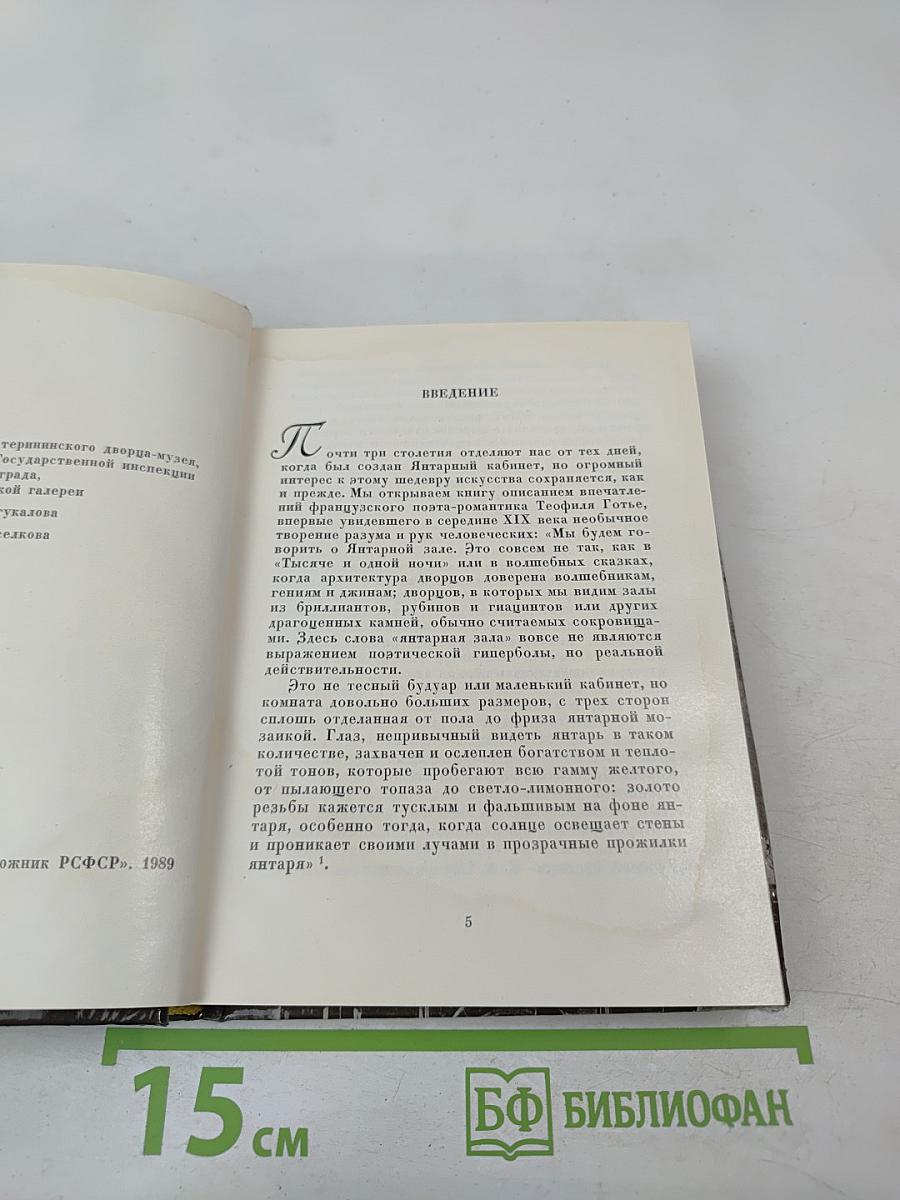 терининского дворца-музея,
Государственной инспекции
града,
кой галереи
тукалова
селкова
ожник РСФСР». 1989
ВВЕДЕНИЕ
Почти три столетия отделяют нас от тех дней,
когда был создан Янтарный кабинет, но огромный
интерес к этому шедевру искусства сохраняется, как
и прежде. Мы открываем книгу описанием впечатле-
ний французского поэта-романтика Теофиля Готье,
впервые увидевшего в середине XIX века необычное
творение разума и рук человеческих: «Мы будем го-
ворить о Янтарной зале. Это совсем не так, как в
«Тысяче и одной ночи» или в волшебных сказках,
когда архитектура дворцов доверена волшебникам,
гениям и джинам; дворцов, в которых мы видим залы
из бриллиантов, рубинов и гиацинтов или других
драгоценных камней, обычно считаемых сокровища-
ми. Здесь слова «янтарная зала» вовсе не являются
выражением поэтической гиперболы, но реальной
действительности.
Это не тесный будуар или маленький кабинет, но
комната довольно больших размеров, с трех сторон
сплошь отделанная от пола до фриза янтарной мо-
заикой. Глаз, непривычный видеть янтарь в таком
количестве, захвачен и ослеплен богатством и тепло-
той тонов, которые пробегают всю гамму желтого,
от пылающего топаза до светло-лимонного: золото
резьбы кажется тусклым и фальшивым на фоне ян-
таря, особенно тогда, когда солнце освещает стены
и проникает своими лучами в прозрачные прожилки
янтаря» 1.
5
15 см
БФ БИБЛИОФАН